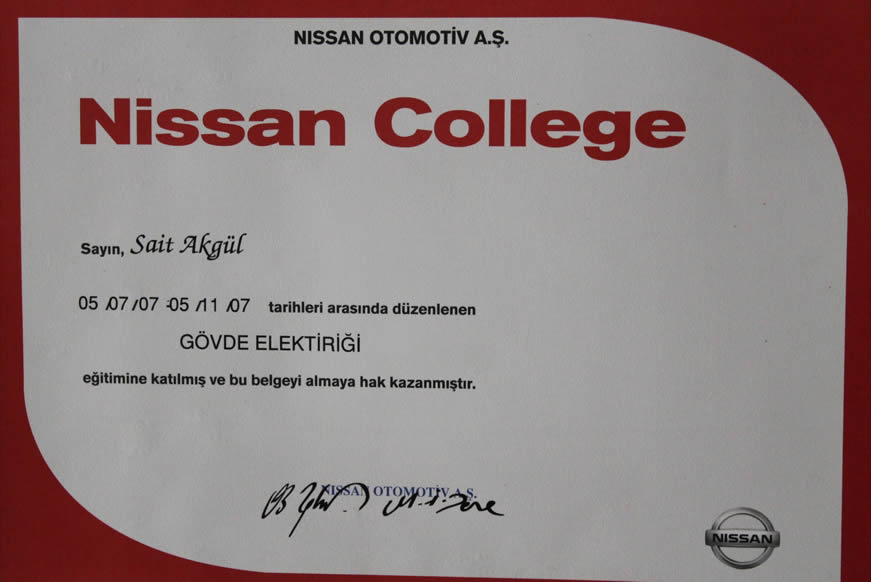 NISSAN OTOMOTİV A.Ş.
Nissan College
Sayın, Sait Akgül
05/07/07-05/11/07 tarihleri arasında düzenlenen
GÖVDE ELEKTİRİĞİ
eğitimine katılmış ve bu belgeyi almaya hak kazanmıştır.
NISSAN OTOMOTİV A.Ş.
NISSAN